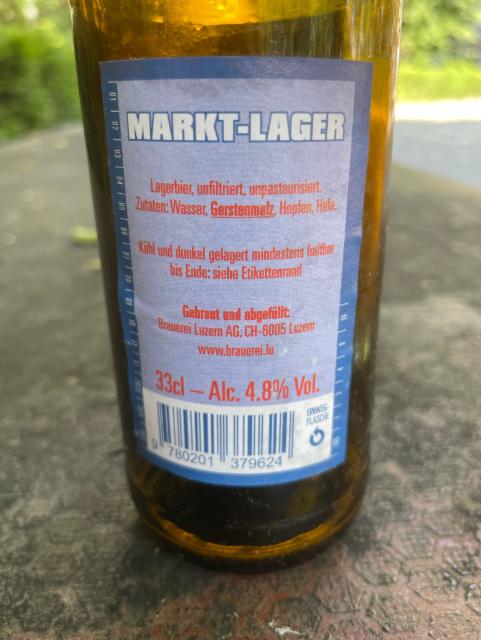 MARKT-LAGER
Lagerbier, unfiltriert, unpasteurisiert.
Zutaten: Wasser, Gerstenmalz, Hopfen, Hefe.
Kühl und dunkel gelagert mindestens haltbar
bis Ende: siehe Etikettenrand
Gebraut und abgefüllt:
Brauerei Luzern AG, CH-6005 Luzern
www.brauerei.lu
33cl – Alc. 4.8% Vol.
EINWEG-
FLASCHE
9 780201 379624